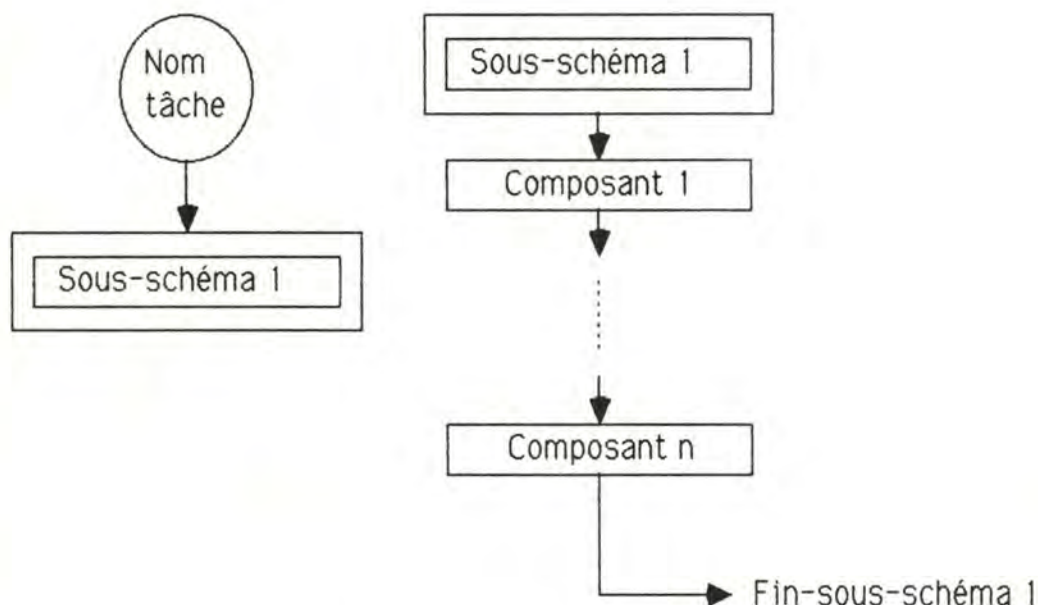 Nom
tâche
Sous-schéma 1
Sous-schéma 1
Composant 1
Composant n
Fin-sous-schéma 1